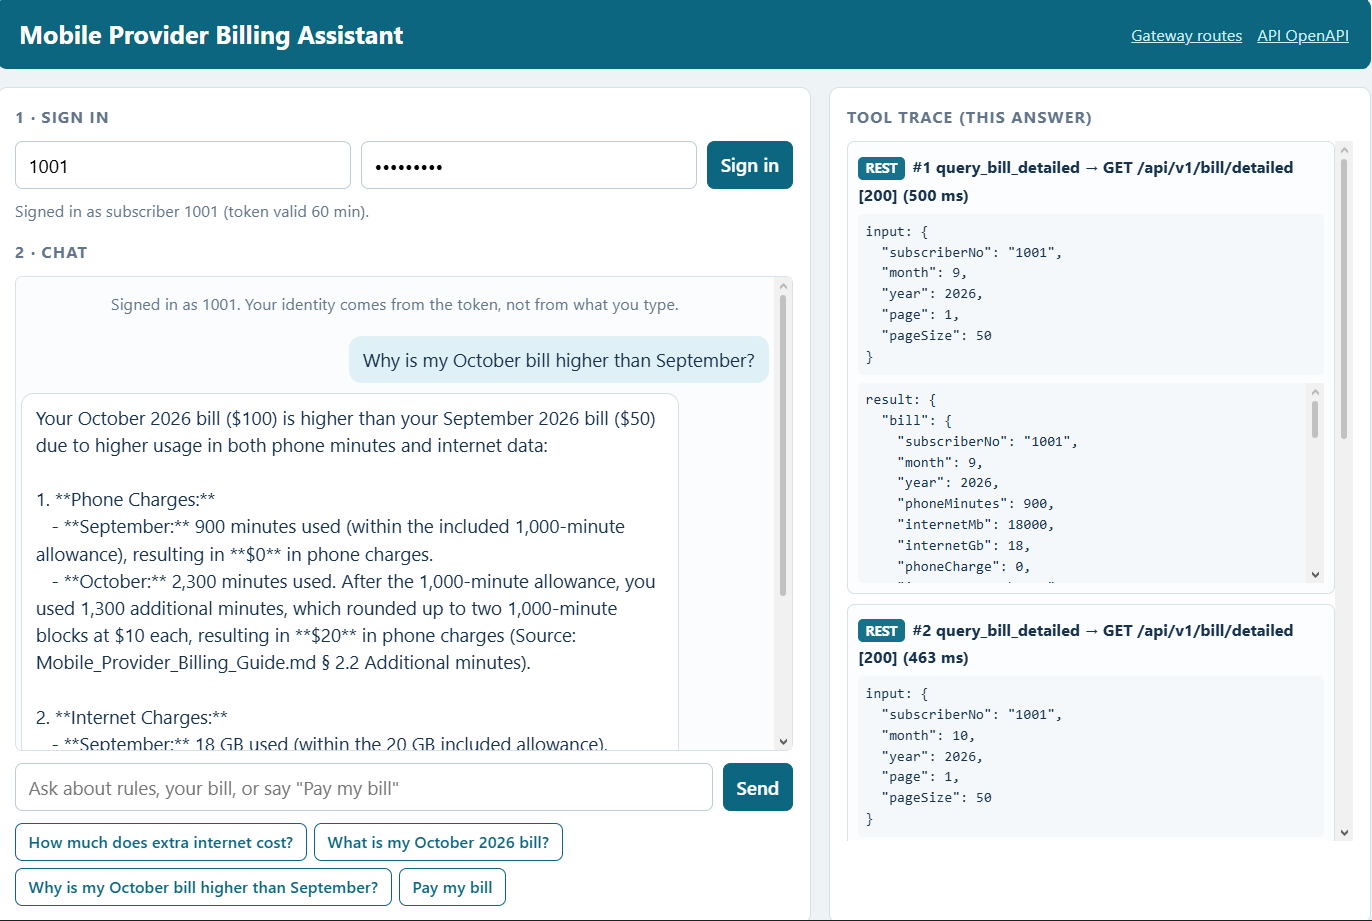 Mobile Provider Billing Assistant
Gateway routes API OpenAPI
1 · SIGN IN
1001
•••••••••
Sign in
Signed in as subscriber 1001 (token valid 60 min).
2 · CHAT
Signed in as 1001. Your identity comes from the token, not from what you type.
Why is my October bill higher than September?
Your October 2026 bill ($100) is higher than your September 2026 bill ($50)
due to higher usage in both phone minutes and internet data:
1. **Phone Charges:**
- **September:** 900 minutes used (within the included 1,000-minute
allowance), resulting in **$0** in phone charges.
- **October:** 2,300 minutes used. After the 1,000-minute allowance, you
used 1,300 additional minutes, which rounded up to two 1,000-minute
blocks at $10 each, resulting in **$20** in phone charges (Source:
Mobile_Provider_Billing_Guide.md § 2.2 Additional minutes).
2. **Internet Charges:**
- **September:** 18 GB used (within the 20 GB included allowance),
Ask about rules, your bill, or say "Pay my bill"
Send
How much does extra internet cost?
What is my October 2026 bill?
Why is my October bill higher than September?
Pay my bill
TOOL TRACE (THIS ANSWER)
REST #1 query_bill_detailed → GET /api/v1/bill/detailed
[200] (500 ms)
input: {
"subscriberNo": "1001",
"month": 9,
"year": 2026,
"page": 1,
"pageSize": 50
}
result: {
"bill": {
"subscriberNo": "1001",
"month": 9,
"year": 2026,
"phoneMinutes": 900,
"internetMb": 18000,
"internetGb": 18,
"phoneCharge": 0,
REST #2 query_bill_detailed → GET /api/v1/bill/detailed
[200] (463 ms)
input: {
"subscriberNo": "1001",
"month": 10,
"year": 2026,
"page": 1,
"pageSize": 50
}